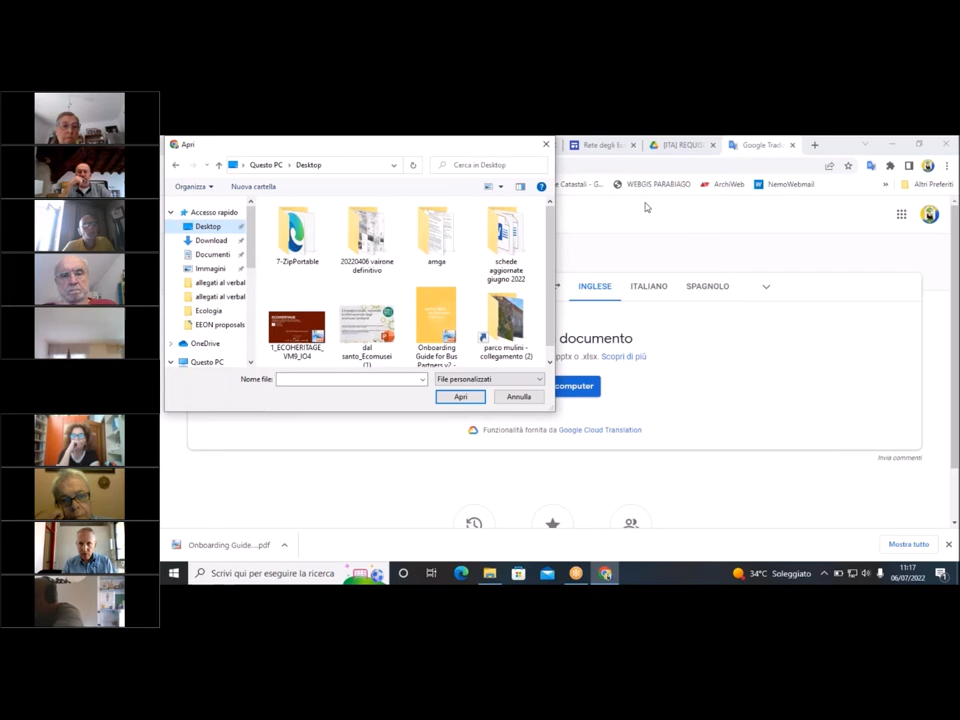 Apri
Rete degli Ec
[ITA] REQUIS
Google Trad
Questo PC > Desktop
Cerca in Desktop
Organizza
Nuova cartella
e Catastali - G...
WEBGIS PARABIAGO
ArchiWeb
NemoWebmail
»
Altri Preferiti
Accesso rapido
Desktop
Download
Documenti
Immagini
allegati al verbal
allegati al verbal
Ecologia
EEON proposals
OneDrive
Questo PC
7-ZipPortable
20220406 vairone
definitivo
amga
schede
aggiornate
giugno 2022
1_ECOHERITAGE_
VM9_IO4
dal
santo_Ecomusei
(1)
Onboarding
Guide for Bus
Partners v2 -
parco mulini -
collegamento (2)
Nome file:
File personalizzati
Apri
Annulla
INGLESE
ITALIANO
SPAGNOLO
documento
pptx o .xlsx. Scopri di più
computer
Funzionalità fornita da Google Cloud Translation
Invia commenti
Onboarding Guide....pdf
Mostra tutto
Scrivi qui per eseguire la ricerca
34°C Soleggiato
11:17
06/07/2022